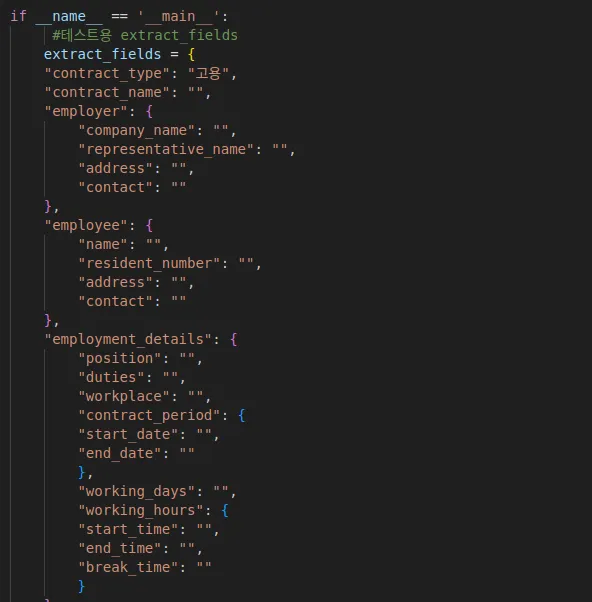 if __name__ == '__main__':
#테스트용 extract_fields
extract_fields = {
"contract_type": "고용",
"contract_name": "",
"employer": {
"company_name": "",
"representative_name": "",
"address": "",
"contact": ""
},
"employee": {
"name": "",
"resident_number": "",
"address": "",
"contact": ""
},
"employment_details": {
"position": "",
"duties": "",
"workplace": "",
"contract_period": {
"start_date": "",
"end_date": ""
},
"working_days": "",
"working_hours": {
"start_time": "",
"end_time": "",
"break_time": ""
}